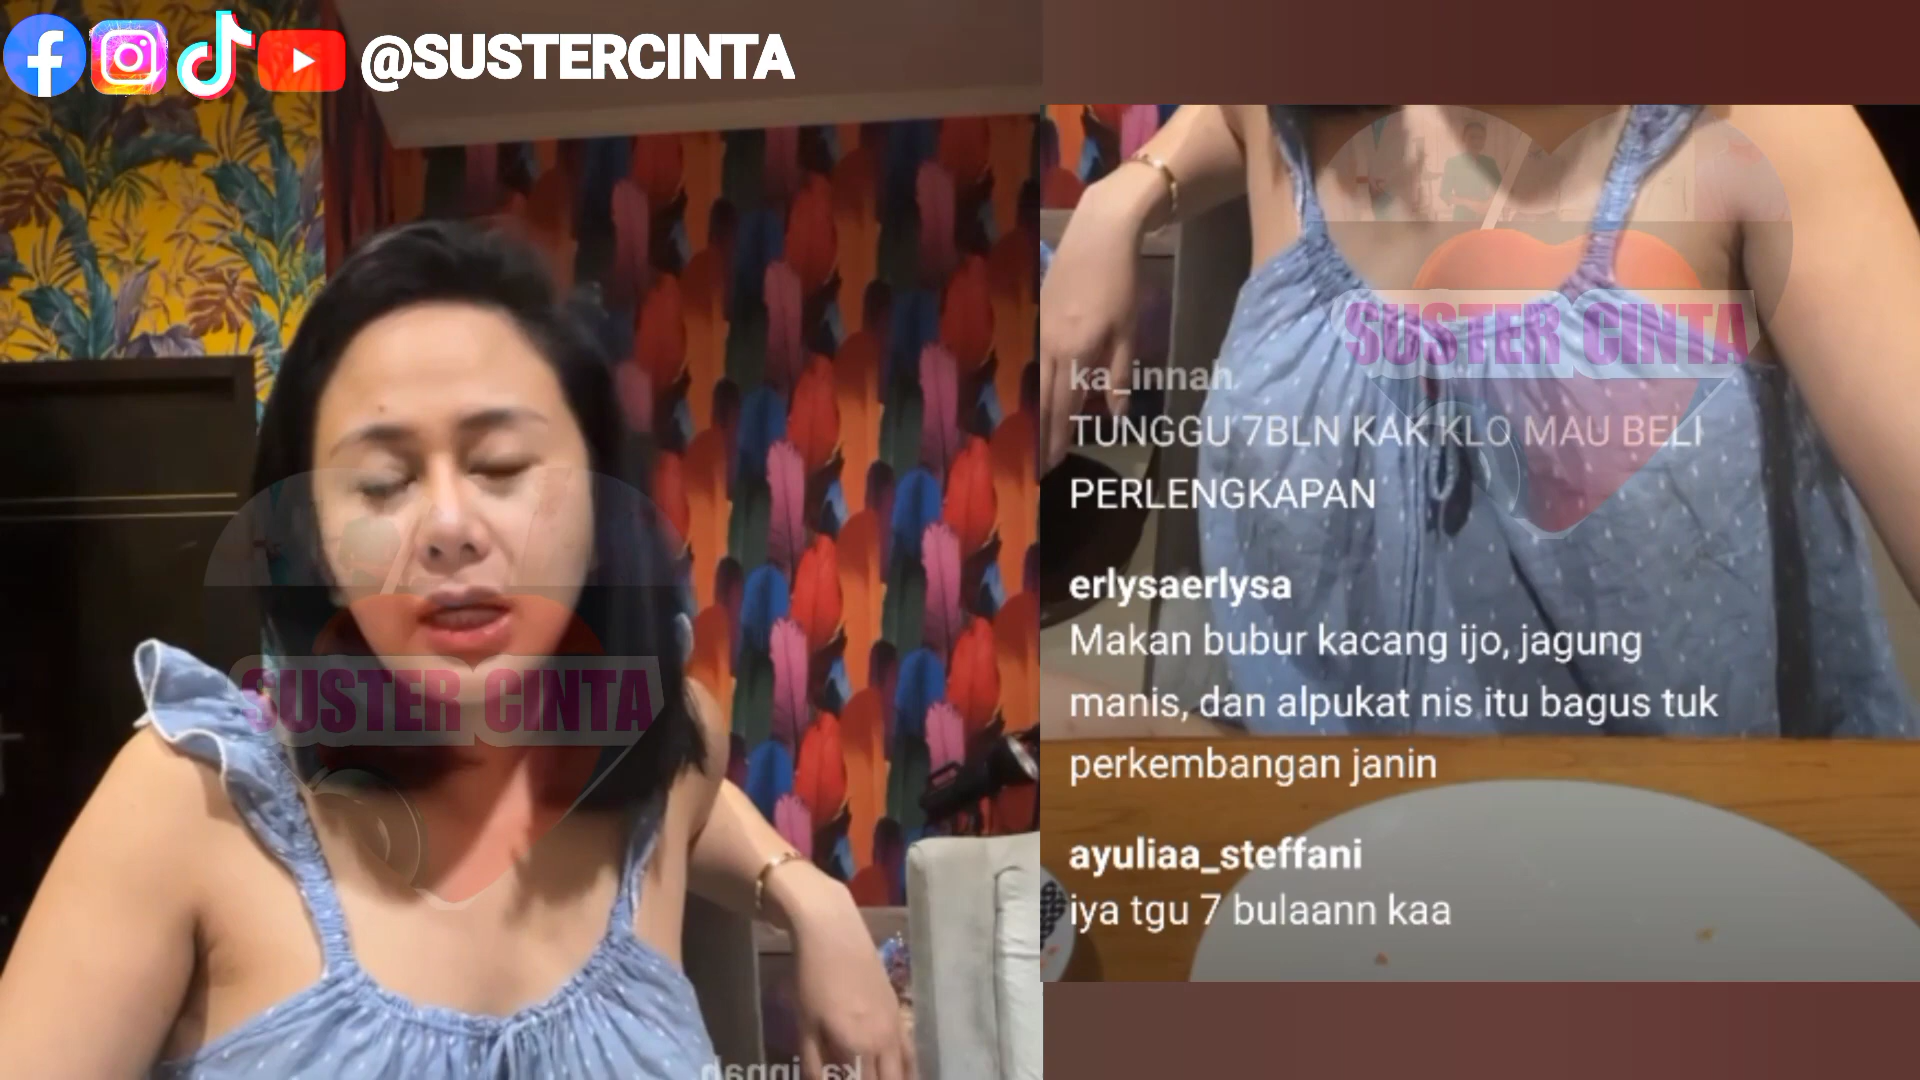 @SUSTERCINTA
SUSTER CINTA
ka_innah
SUSTER CINTA
ka_innah
TUNGGU 7BLN KAK KLO MAU BELI
PERLENGKAPAN
erlysaerlysa
Makan bubur kacang ijo, jagung
manis, dan alpukat nis itu bagus tuk
perkembangan janin
ayuliaa_steffani
iya tgu 7 bulaann kaa